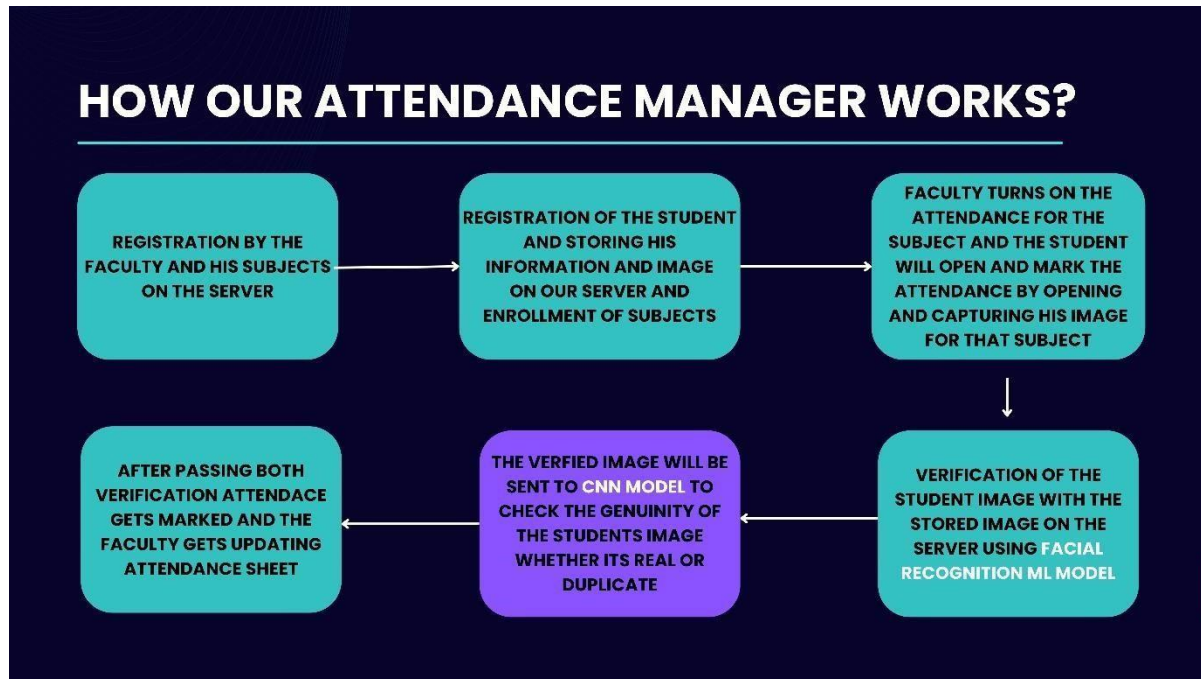 HOW OUR ATTENDANCE MANAGER WORKS?
REGISTRATION BY THE
FACULTY AND HIS SUBJECTS
ON THE SERVER
REGISTRATION OF THE STUDENT
AND STORING HIS
INFORMATION AND IMAGE
ON OUR SERVER AND
ENROLLMENT OF SUBJECTS
FACULTY TURNS ON THE
ATTENDANCE FOR THE
SUBJECT AND THE STUDENT
WILL OPEN AND MARK THE
ATTENDANCE BY OPENING
AND CAPTURING HIS IMAGE
FOR THAT SUBJECT
VERIFICATION OF THE
STUDENT IMAGE WITH THE
STORED IMAGE ON THE
SERVER USING FACIAL
RECOGNITION ML MODEL
THE VERFIED IMAGE WILL BE
SENT TO CNN MODEL TO
CHECK THE GENUINITY OF
THE STUDENTS IMAGE
WHETHER ITS REAL OR
DUPLICATE
AFTER PASSING BOTH
VERIFICATION ATTENDACE
GETS MARKED AND THE
FACULTY GETS UPDATING
ATTENDANCE SHEET